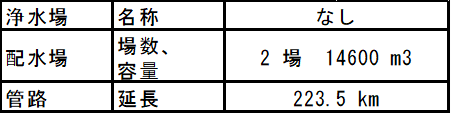 浄水場 名称 なし
配水場 場数、容量 2 場 14600 m3
管路 延長 223.5 km